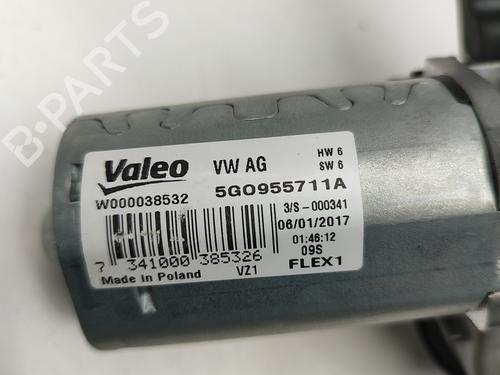 B-PARTS
Valeo VW AG HW 6
SW 6
W000038532 5G0955711A
3/S-000341
06/01/2017
01:46:12
7 341000 385326 09S
Made in Poland VZ1 FLEX1